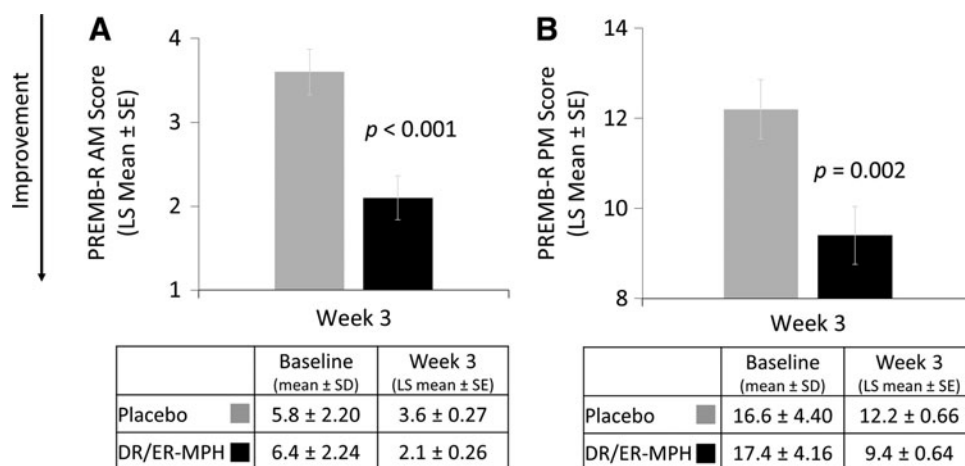 Improvement
A
PREMB-R AM Score
(LS Mean ± SE)
4
3
2
1
p < 0.001
Week 3
Baseline
(mean ± SD)
Week 3
(LS mean ± SE)
Placebo
5.8 ± 2.20
3.6 ± 0.27
DR/ER-MPH
6.4 ± 2.24
2.1 ± 0.26
B
PREMB-R PM Score
(LS Mean ± SE)
14
12
10
8
p = 0.002
Week 3
Baseline
(mean ± SD)
Week 3
(LS mean ± SE)
Placebo
16.6 ± 4.40
12.2 ± 0.66
DR/ER-MPH
17.4 ± 4.16
9.4 ± 0.64